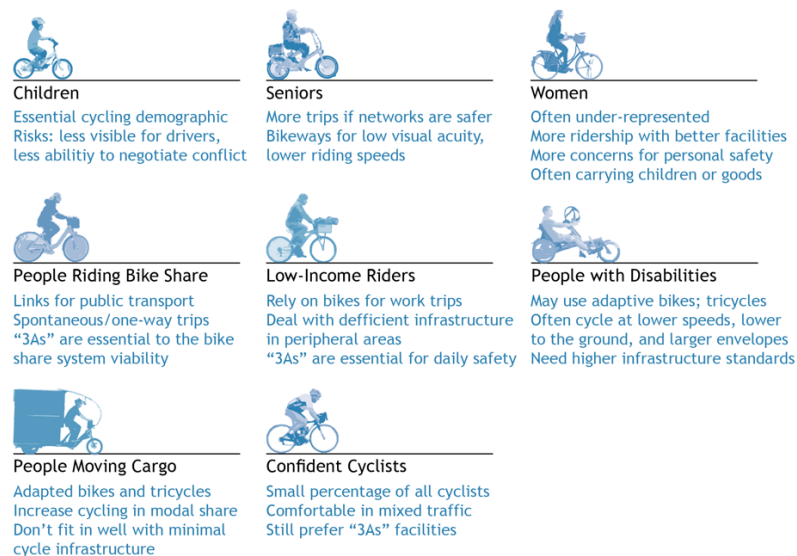 Children
Essential cycling demographic
Risks: less visible for drivers,
less abilitiy to negotiate conflict
Seniors
More trips if networks are safer
Bikeways for low visual acuity,
lower riding speeds
Women
Often under-represented
More ridership with better facilities
More concerns for personal safety
Often carrying children or goods
People Riding Bike Share
Links for public transport
Spontaneous/one-way trips
“3As” are essential to the bike
share system viability
Low-Income Riders
Rely on bikes for work trips
Deal with defficient infrastructure
in peripheral areas
“3As” are essential for daily safety
People with Disabilities
May use adaptive bikes; tricycles
Often cycle at lower speeds, lower
to the ground, and larger envelopes
Need higher infrastructure standards
People Moving Cargo
Adapted bikes and tricycles
Increase cycling in modal share
Don’t fit in well with minimal
cycle infrastructure
Confident Cyclists
Small percentage of all cyclists
Comfortable in mixed traffic
Still prefer “3As” facilities